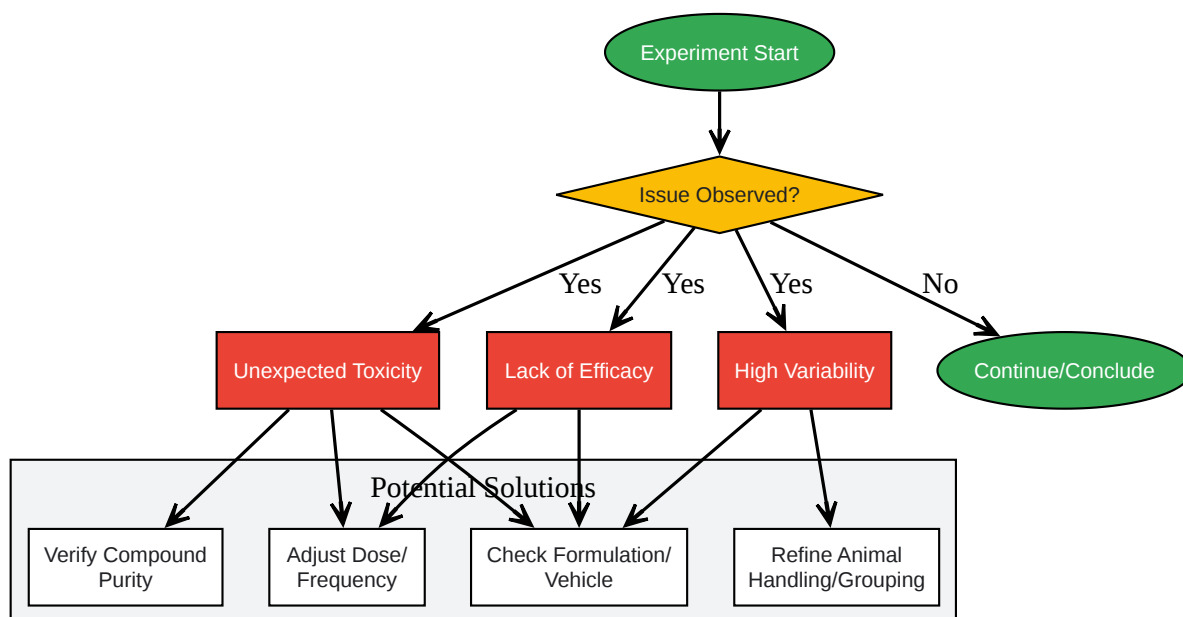 Experiment Start
Issue Observed?
Yes
Yes
Yes
No
Unexpected Toxicity
Lack of Efficacy
High Variability
Continue/Conclude
Potential Solutions
Verify Compound
Purity
Adjust Dose/
Frequency
Check Formulation/
Vehicle
Refine Animal
Handling/Grouping